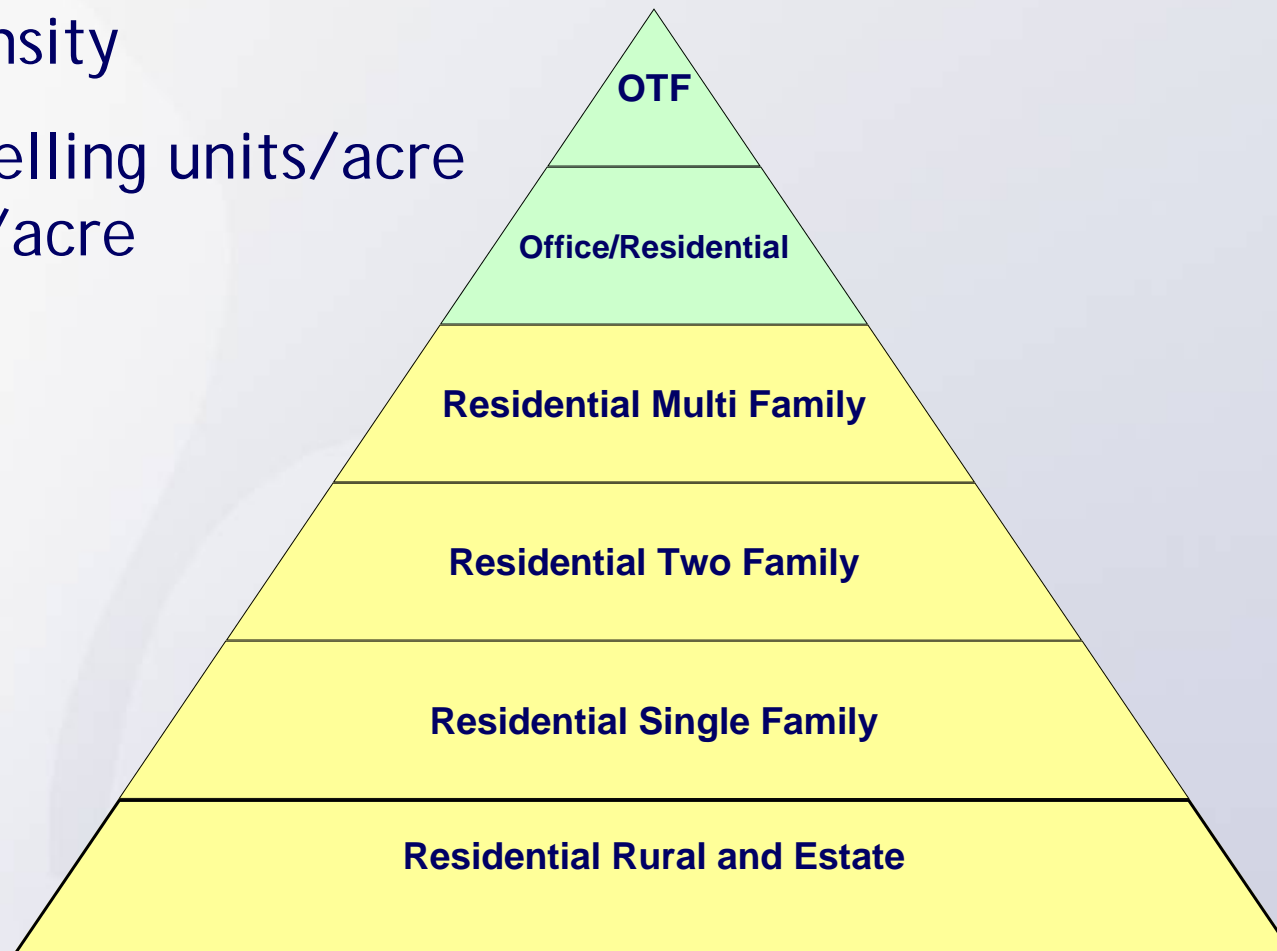 nsity
elling units/acre
/acre
OTF
Office/Residential
Residential Multi Family
Residential Two Family
Residential Single Family
Residential Rural and Estate